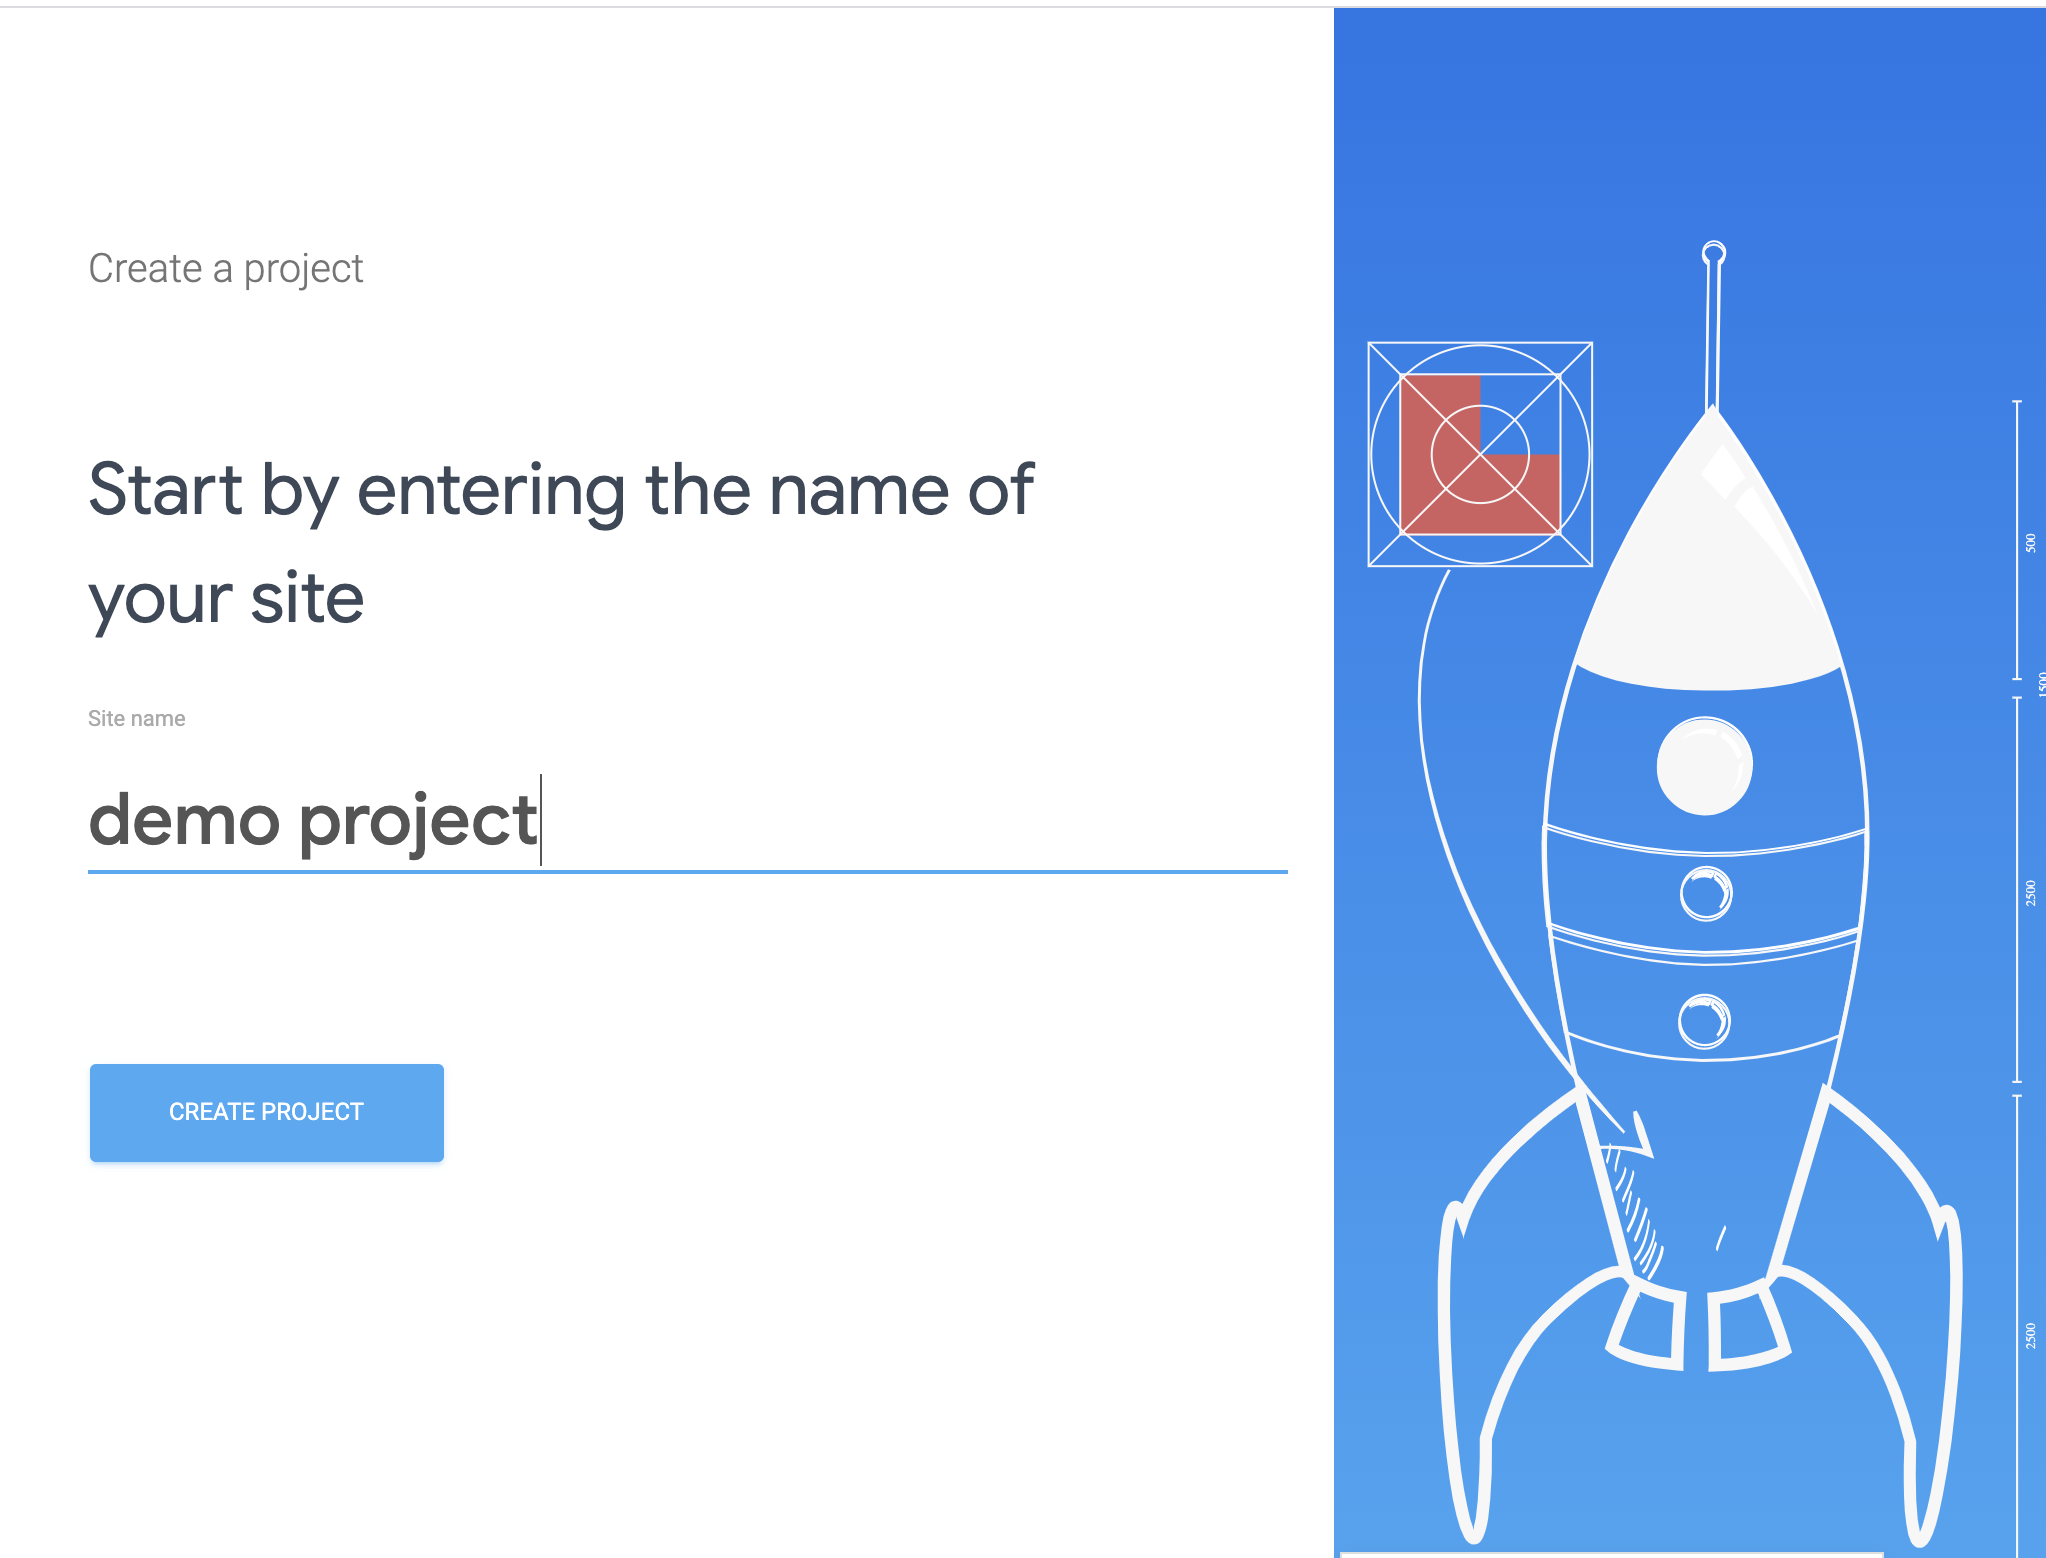 Create a project
Start by entering the name of
your site
Site name
demo project
CREATE PROJECT
500
1500
2500
2500